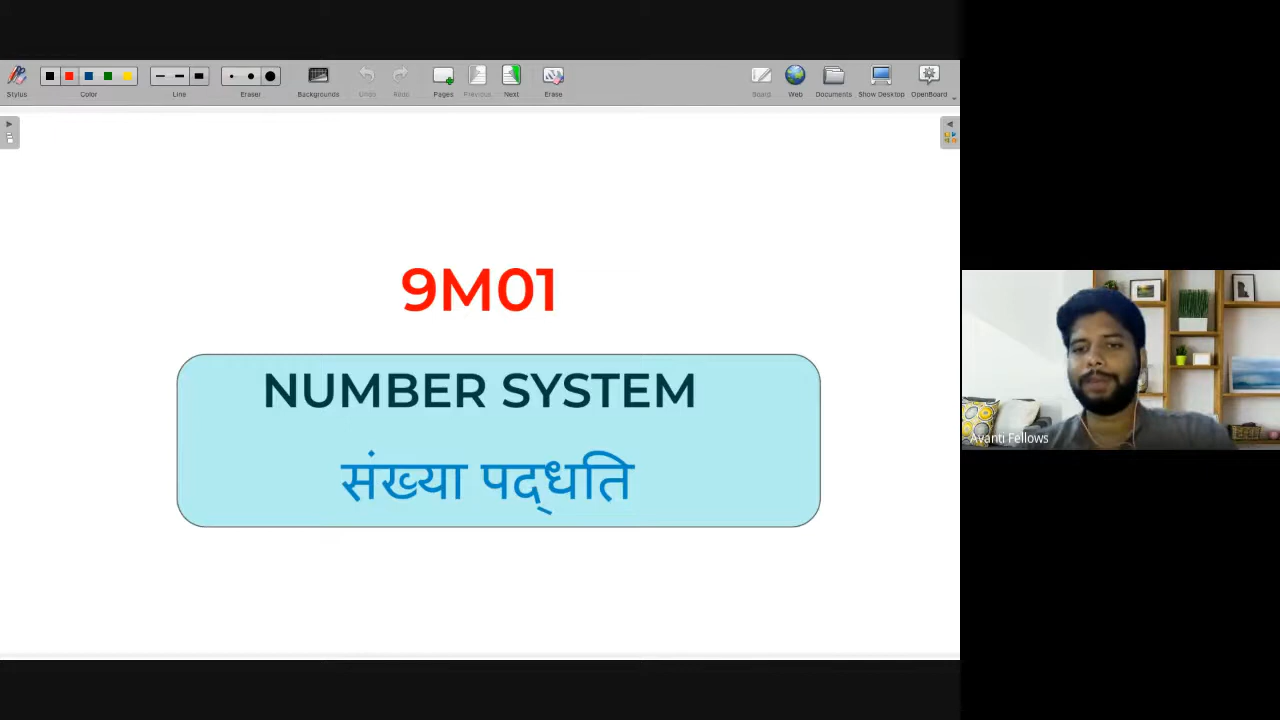 Stylus
Color
Line
Eraser
Backgrounds
Undo
Redo
Pages
Previous
Next
Erase
Board
Web
Documents
Show Desktop
OpenBoard
9M01
NUMBER SYSTEM
संख्या पद्धति
Avanti Fellows